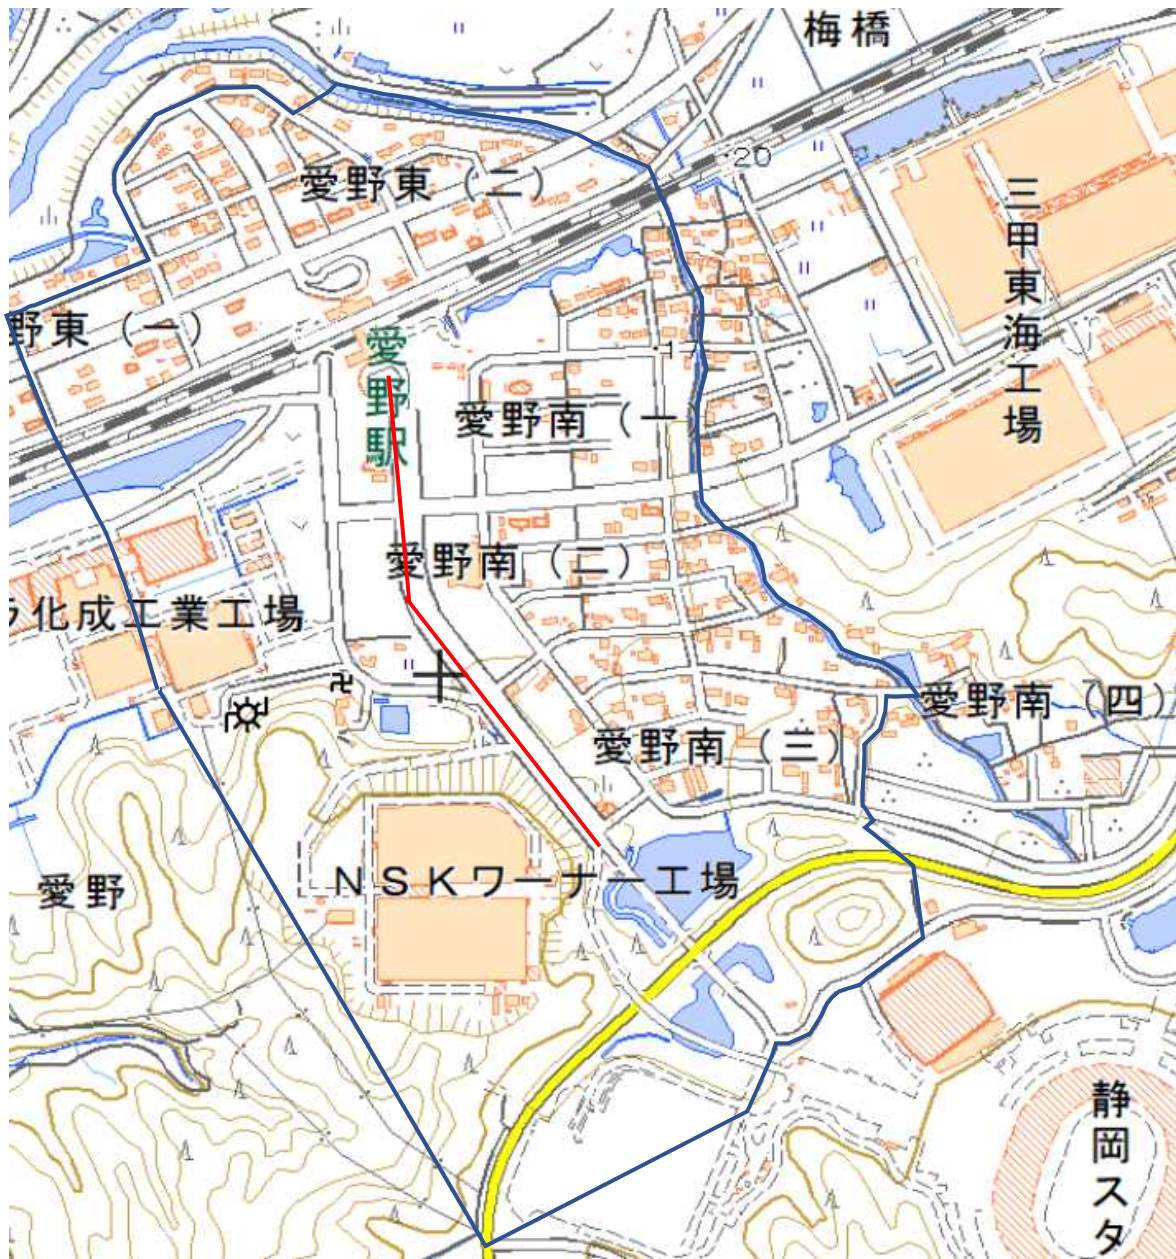 梅橋
・20
愛野東（二）
三甲東海工場
野東（一）
愛野駅
愛野南（一
愛野南（二）
化成工業工場
愛野南（四）
愛野南（三）
NSKワーナー工場
愛野
静岡スタ